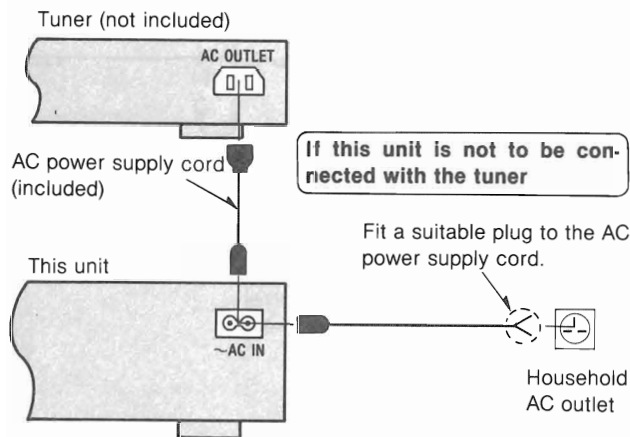 Tuner (not included)
AC OUTLET
AC power supply cord
(included)
If this unit is not to be con-
nected with the tuner
Fit a suitable plug to the AC
power supply cord.
This unit
~AC IN
Household
AC outlet